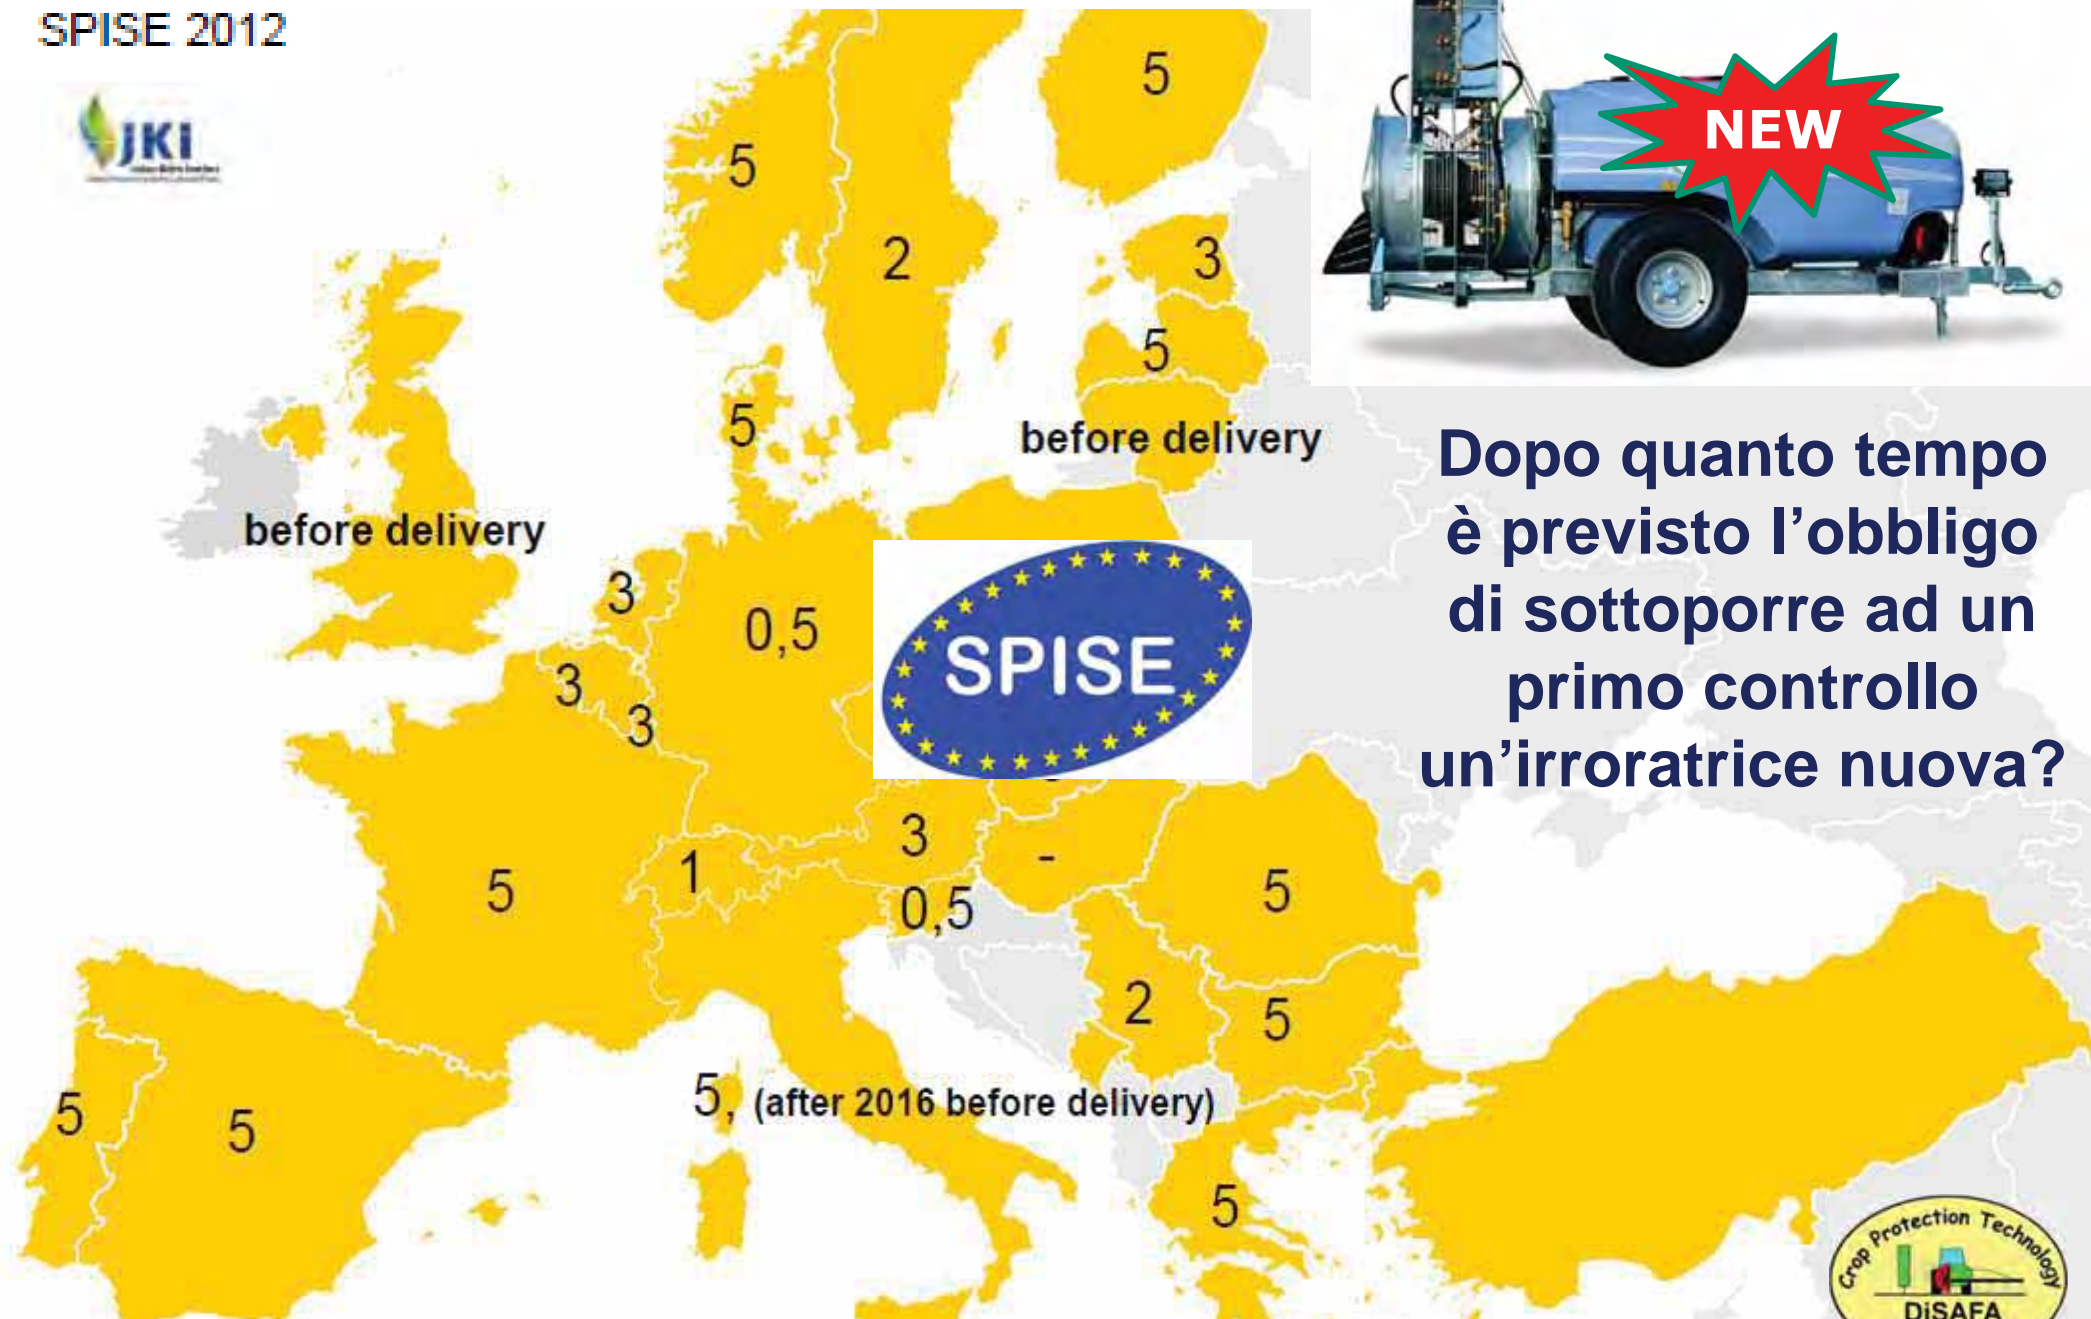 SPISE 2012
JKI
NEW
5
5
2
3
5
5
before delivery
before delivery
Dopo quanto tempo
è previsto l’obbligo
di sottoporre ad un
primo controllo
un’irroratrice nuova?
3
0,5
SPISE
3
3
3
-
1
5
0,5
5
2
5
5, (after 2016 before delivery)
5
5
5
Crop Protection Technology
DiSAFA